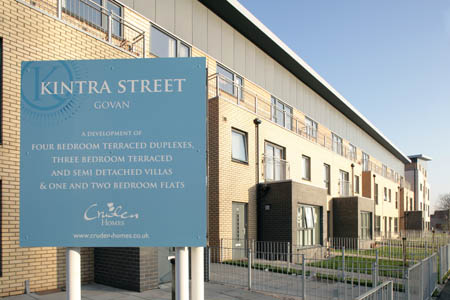 KINTRA STREET
GOVAN
A DEVELOPMENT OF
FOUR BEDROOM TERRACED DUPLEXES,
THREE BEDROOM TERRACED
AND SEMI DETACHED VILLAS
& ONE AND TWO BEDROOM FLATS
Cruden
HOMES
www.cruden-homes.co.uk